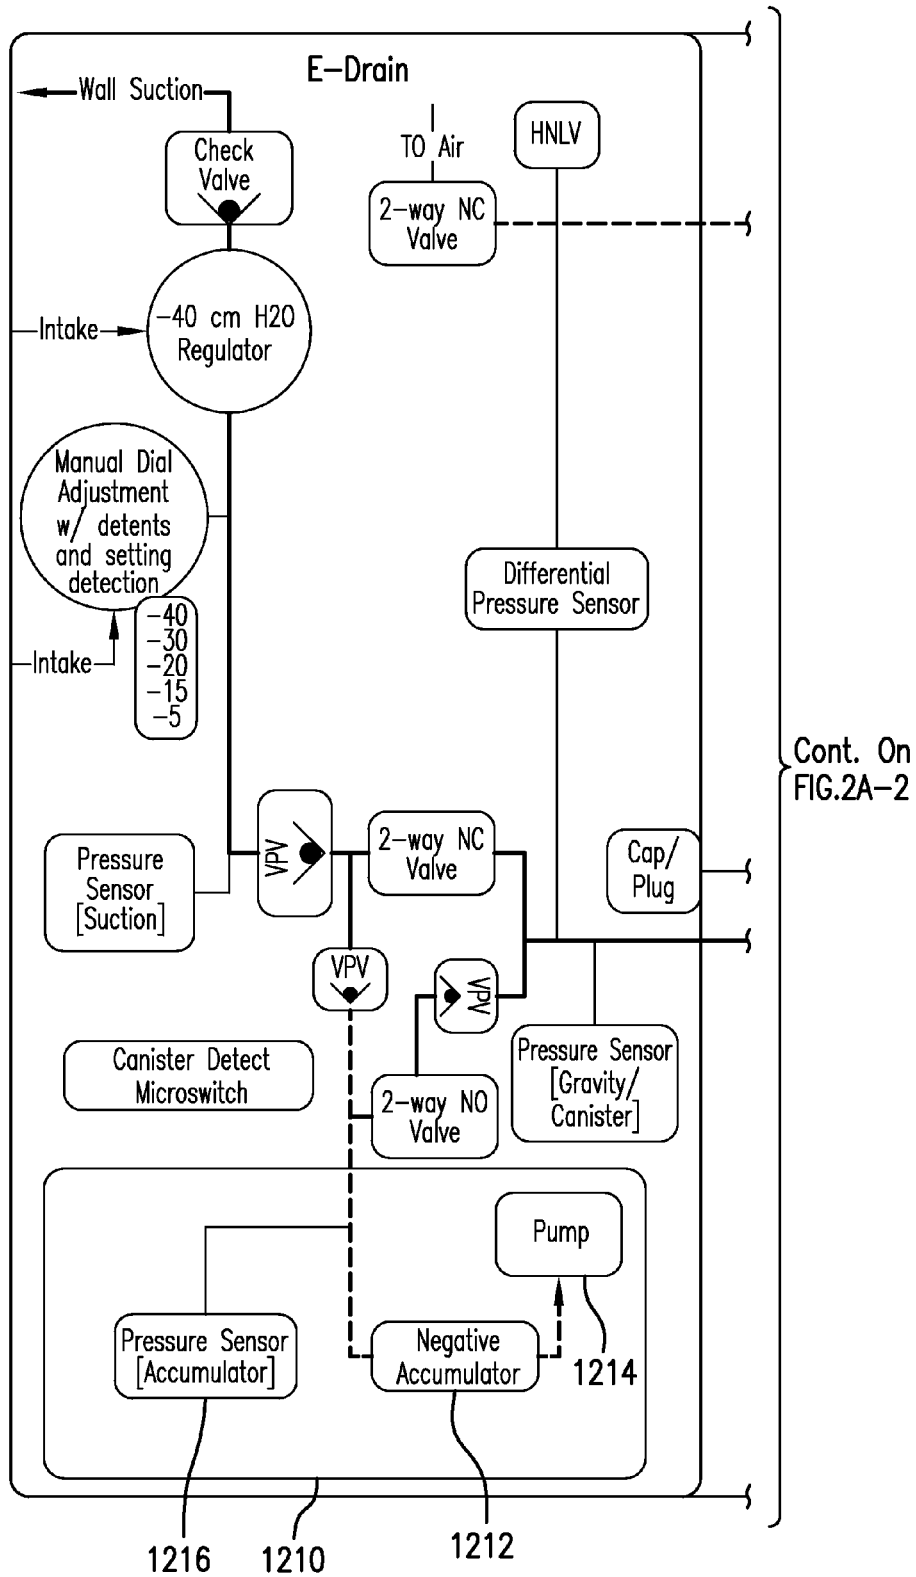 E-Drain
Wall Suction
Check
Valve
TO Air
HNLV
2-way NC
Valve
-40 cm H2O
Regulator
Intake
Manual Dial
Adjustment
w/ detents
and setting
detection
-40
-30
-20
-15
-5
Intake
Differential
Pressure Sensor
Cont. On
FIG.2A-2
Pressure
Sensor
[Suction]
VPV
2-way NC
Valve
Cap/
Plug
VPV
VPV
Canister Detect
Microswitch
2-way NO
Valve
Pressure Sensor
[Gravity/
Canister]
Pump
Pressure Sensor
[Accumulator]
Negative
Accumulator
1214
1216
1210
1212